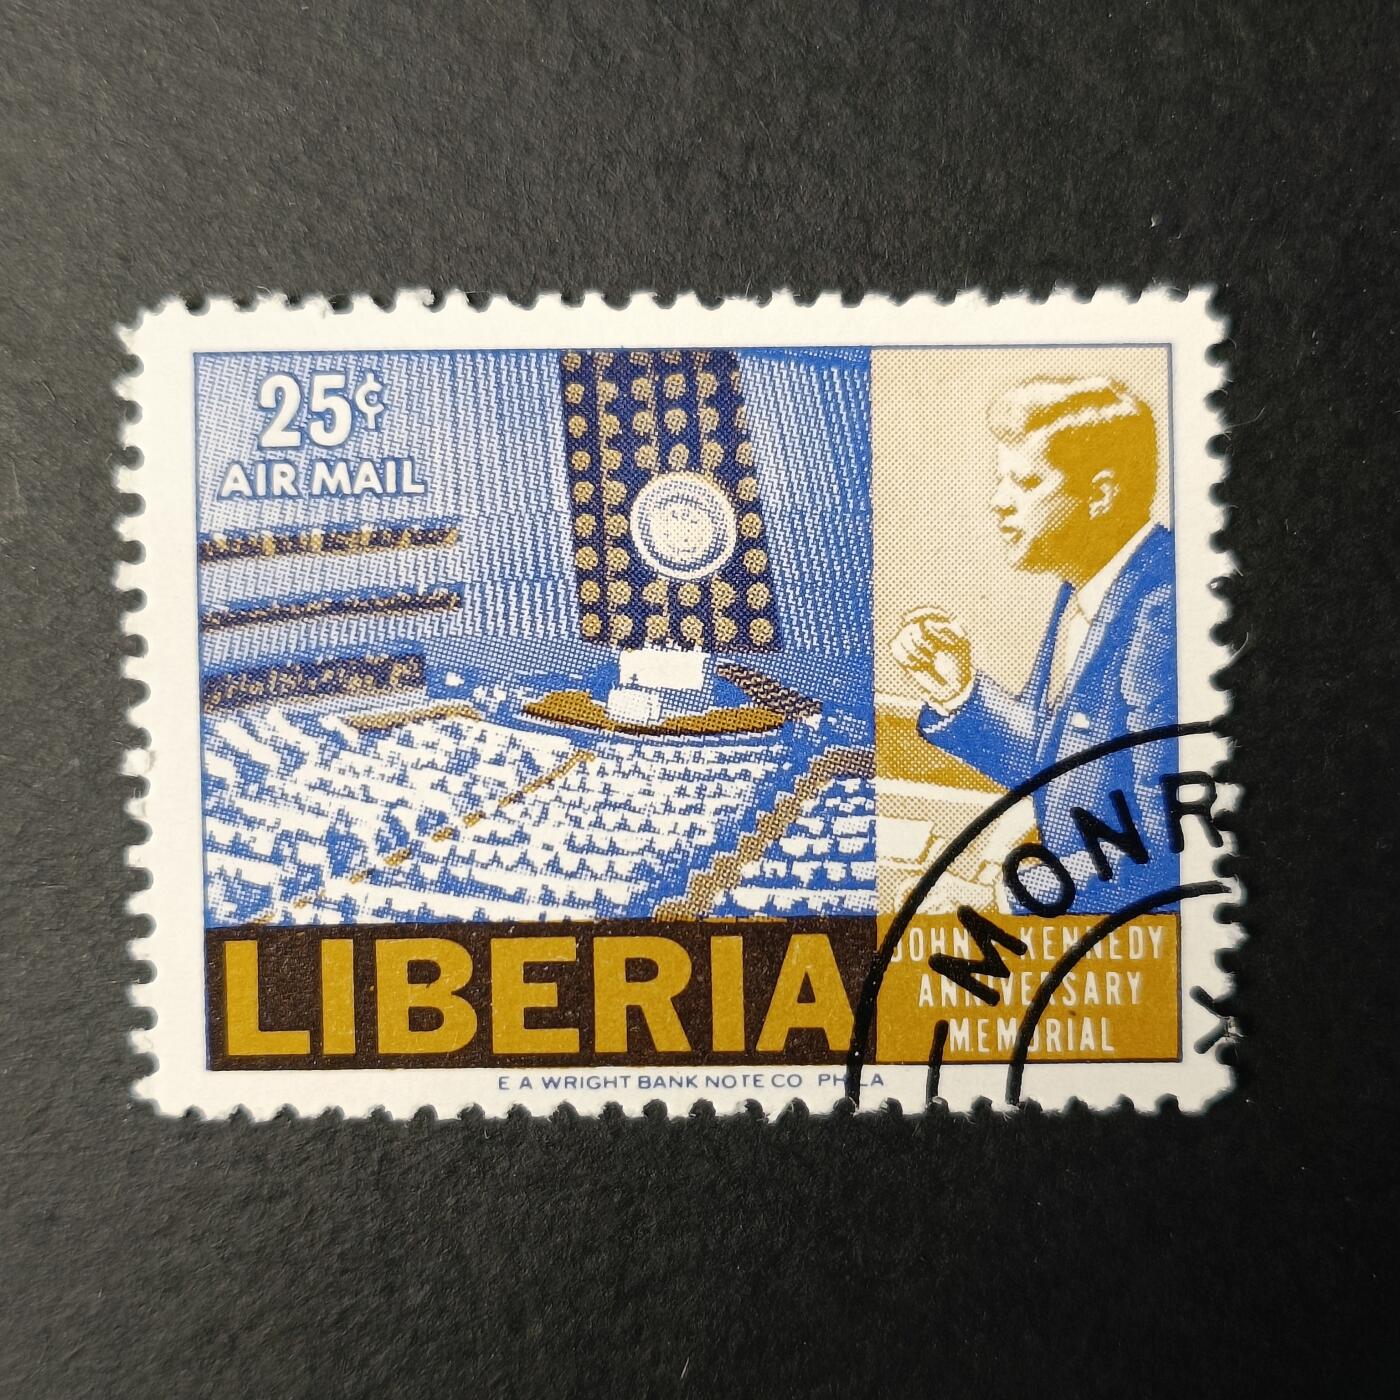 25¢
AIR MAIL
LIBERIA
JOHN KENNEDY
ANNIVERSARY
MEMORIAL
E A WRIGHT BANK NOTE CO PHILA
MONR